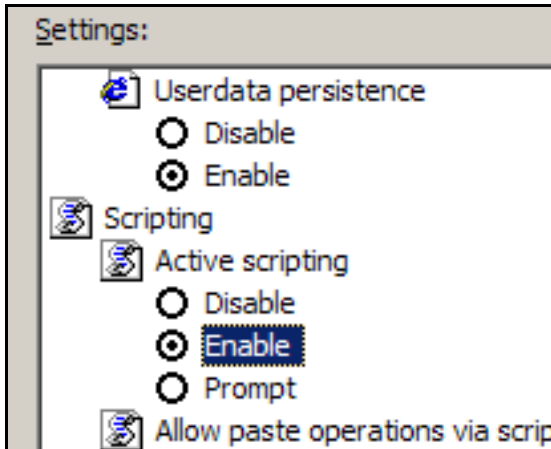 Settings:
Userdata persistence
Disable
Enable
Scripting
Active scripting
Disable
Enable
Prompt
Allow paste operations via scrip